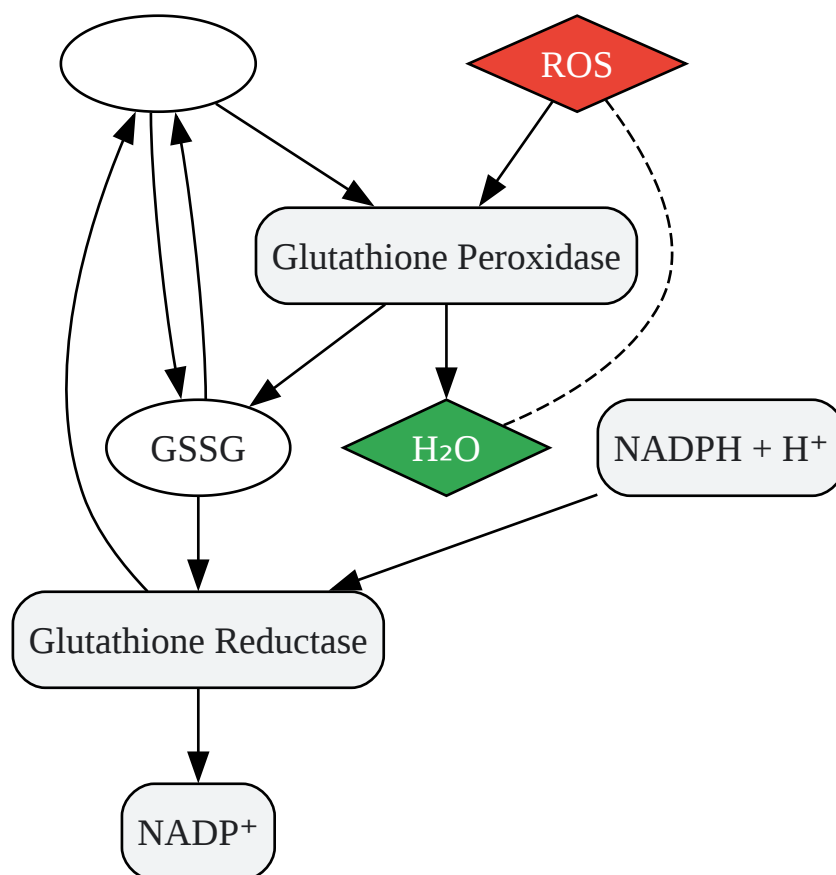 ROS
Glutathione Peroxidase
GSSG
H₂O
NADPH + H⁺
Glutathione Reductase
NADP⁺